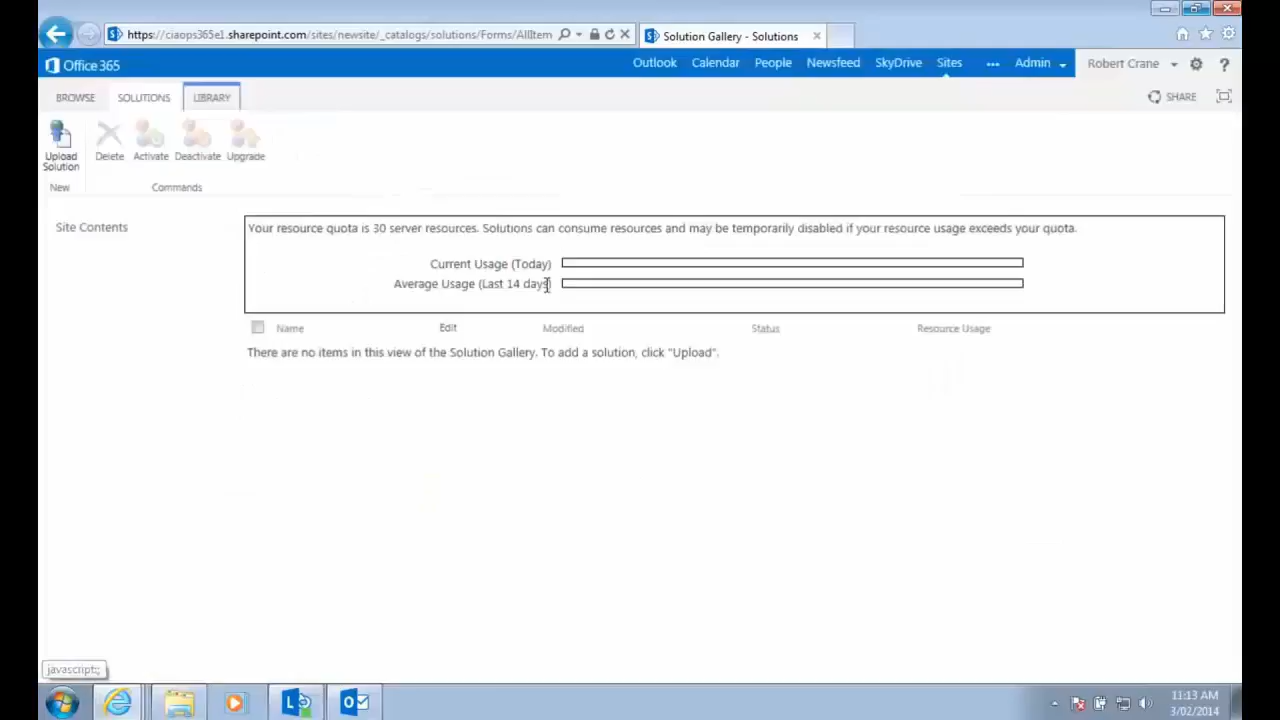 https://ciaops365e1.sharepoint.com/sites/newsite/_catalogs/solutions/Forms/AllItem
Solution Gallery - Solutions
Office 365
Outlook Calendar People Newsfeed SkyDrive Sites ... Admin Robert Crane ?
BROWSE SOLUTIONS LIBRARY SHARE
Upload Solution Delete Activate Deactivate Upgrade
New Commands
Site Contents
Your resource quota is 30 server resources. Solutions can consume resources and may be temporarily disabled if your resource usage exceeds your quota.
Current Usage (Today)
Average Usage (Last 14 days)
Name Edit Modified Status Resource Usage
There are no items in this view of the Solution Gallery. To add a solution, click "Upload".
javascript:;
11:13 AM
3/02/2014